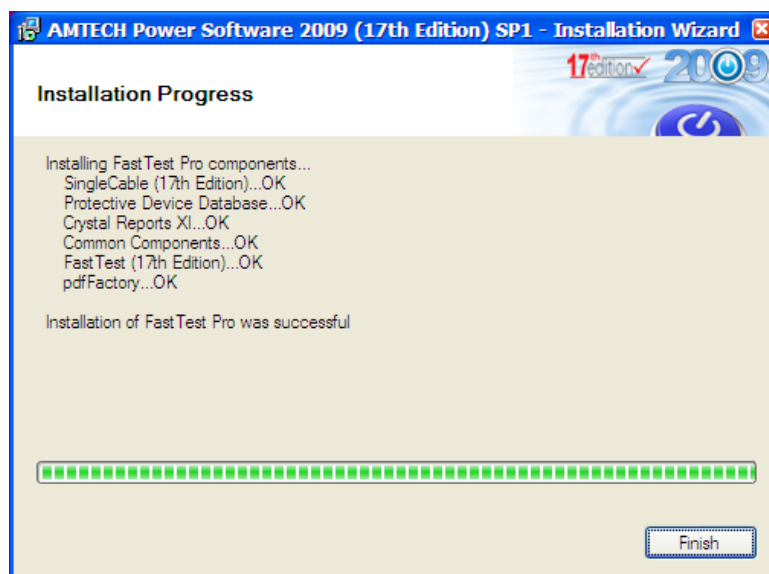 AMTECH Power Software 2009 (17th Edition) SP1 - Installation Wizard
17th edition 2009
Installation Progress
Installing FastTest Pro components...
SingleCable (17th Edition)...OK
Protective Device Database...OK
Crystal Reports XI...OK
Common Components...OK
FastTest (17th Edition)...OK
pdfFactory...OK
Installation of FastTest Pro was successful
Finish